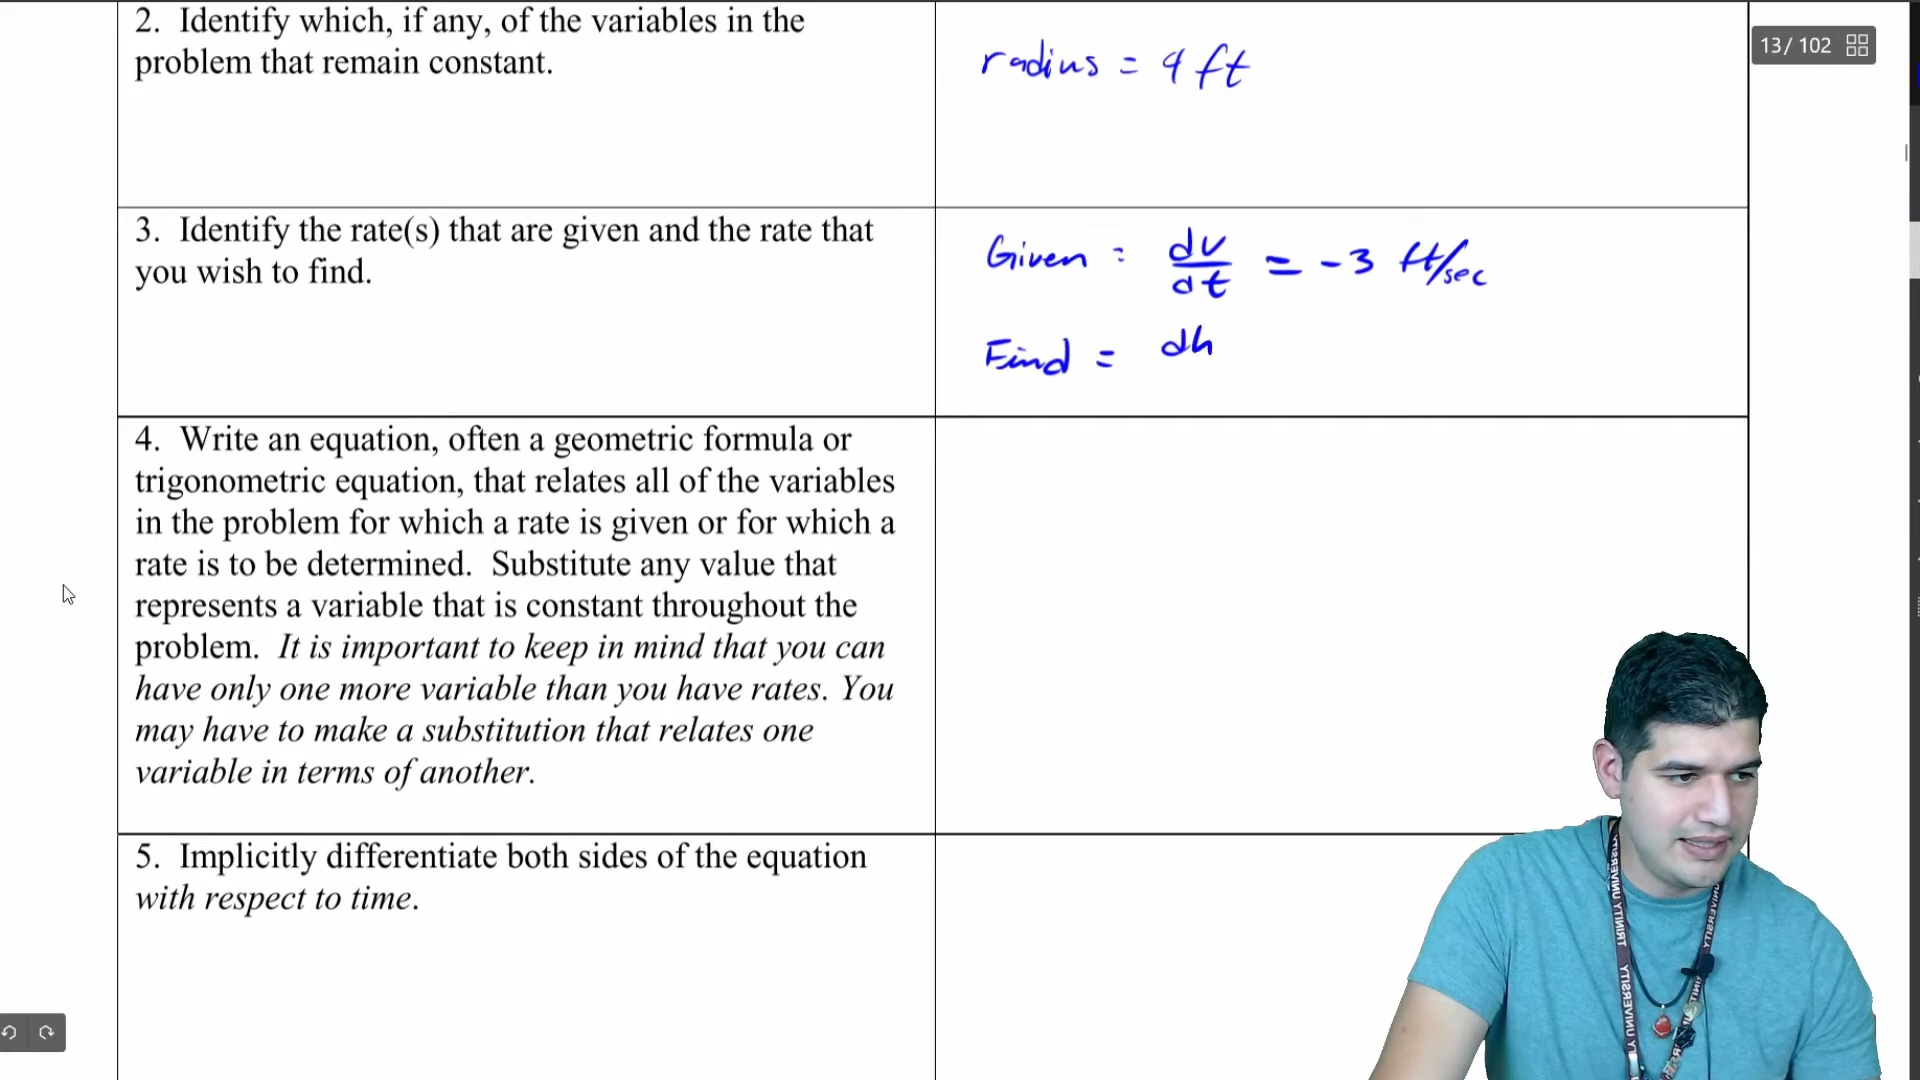 2. Identify which, if any, of the variables in the
problem that remain constant.
radius = 4 ft
13 / 102
3. Identify the rate(s) that are given and the rate that
you wish to find.
Given : dv/dt = -3 ft/sec
Find = dh
4. Write an equation, often a geometric formula or
trigonometric equation, that relates all of the variables
in the problem for which a rate is given or for which a
rate is to be determined. Substitute any value that
represents a variable that is constant throughout the
problem. It is important to keep in mind that you can
have only one more variable than you have rates. You
may have to make a substitution that relates one
variable in terms of another.
5. Implicitly differentiate both sides of the equation
with respect to time.
TRINITY UNIVERSITY